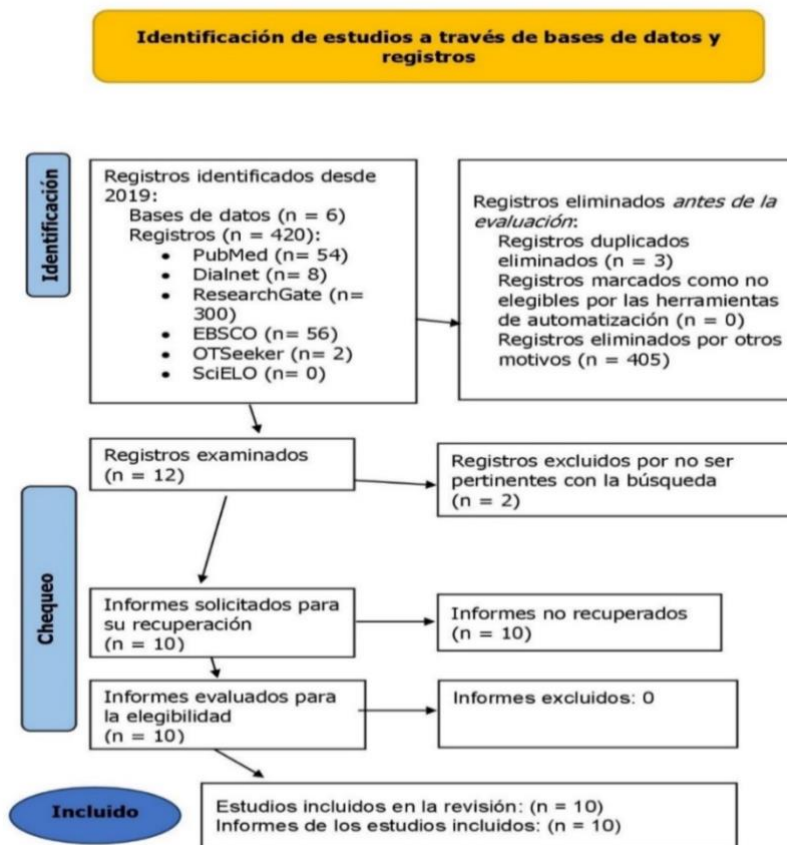 Identificación de estudios a través de bases de datos y
registros
Identificación
Registros identificados desde
2019:
Bases de datos (n = 6)
Registros (n = 420):
• PubMed (n= 54)
• Dialnet (n= 8)
• ResearchGate (n=
300)
• EBSCO (n= 56)
• OTSeeker (n= 2)
• SciELO (n= 0)
Registros eliminados antes de la
evaluación:
Registros duplicados
eliminados (n = 3)
Registros marcados como no
elegibles por las herramientas
de automatización (n = 0)
Registros eliminados por otros
motivos (n = 405)
Chequeo
Registros examinados
(n = 12)
Registros excluidos por no ser
pertinentes con la búsqueda
(n = 2)
Informes solicitados para
su recuperación
(n = 10)
Informes no recuperados
(n = 10)
Informes evaluados para
la elegibilidad
(n = 10)
Informes excluidos: 0
Incluido
Estudios incluidos en la revisión: (n = 10)
Informes de los estudios incluidos: (n = 10)